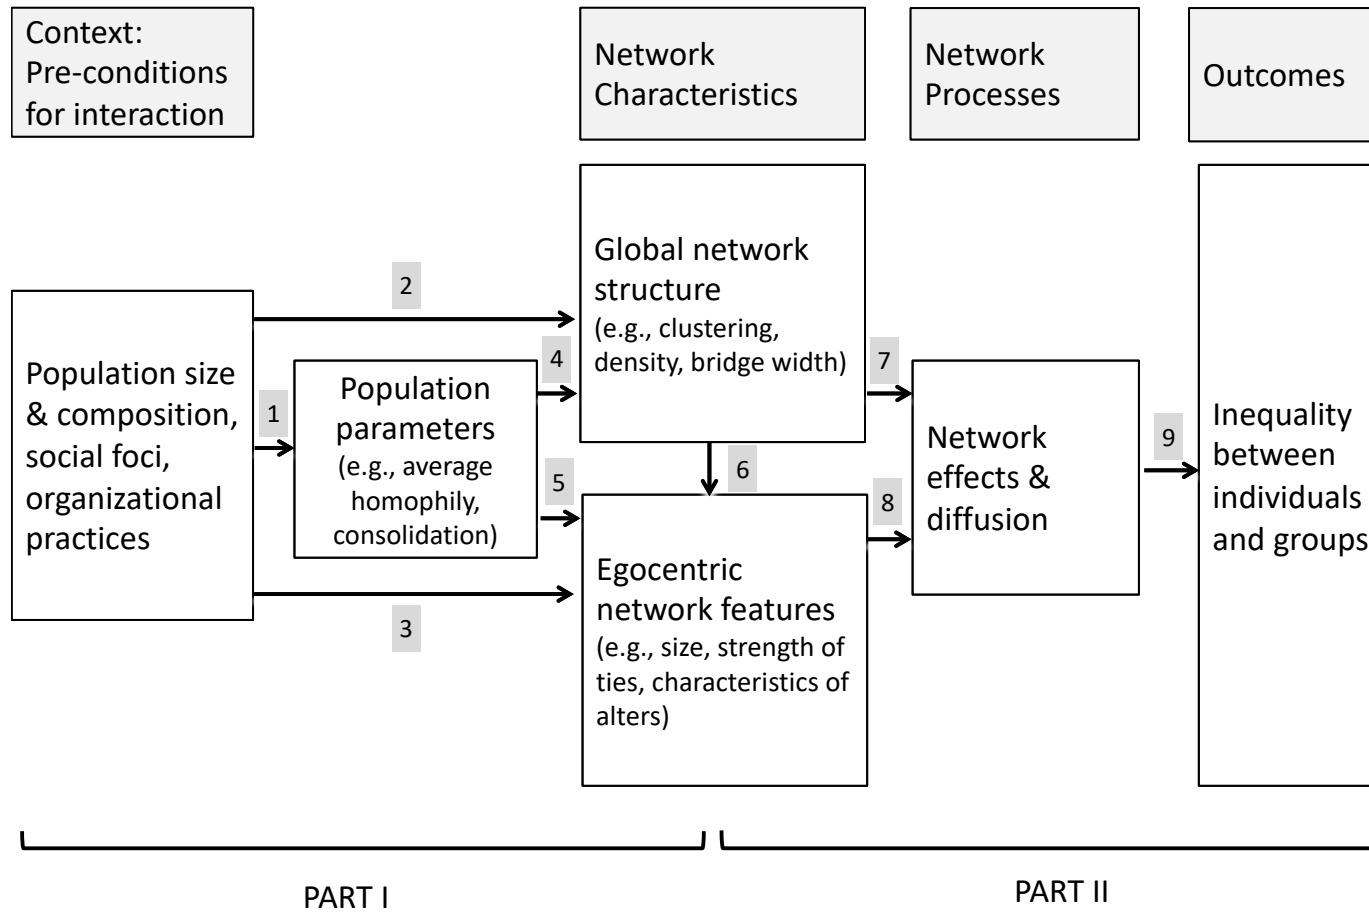 Context:
Pre-conditions
for interaction
Network
Characteristics
Network
Processes
Outcomes
Population size
& composition,
social foci,
organizational
practices
1
2
3
Population
parameters
(e.g., average
homophily,
consolidation)
4
5
Global network
structure
(e.g., clustering,
density, bridge width)
6
Egocentric
network features
(e.g., size, strength of
ties, characteristics of
alters)
7
8
Network
effects &
diffusion
9
Inequality
between
individuals
and groups
PART I
PART II